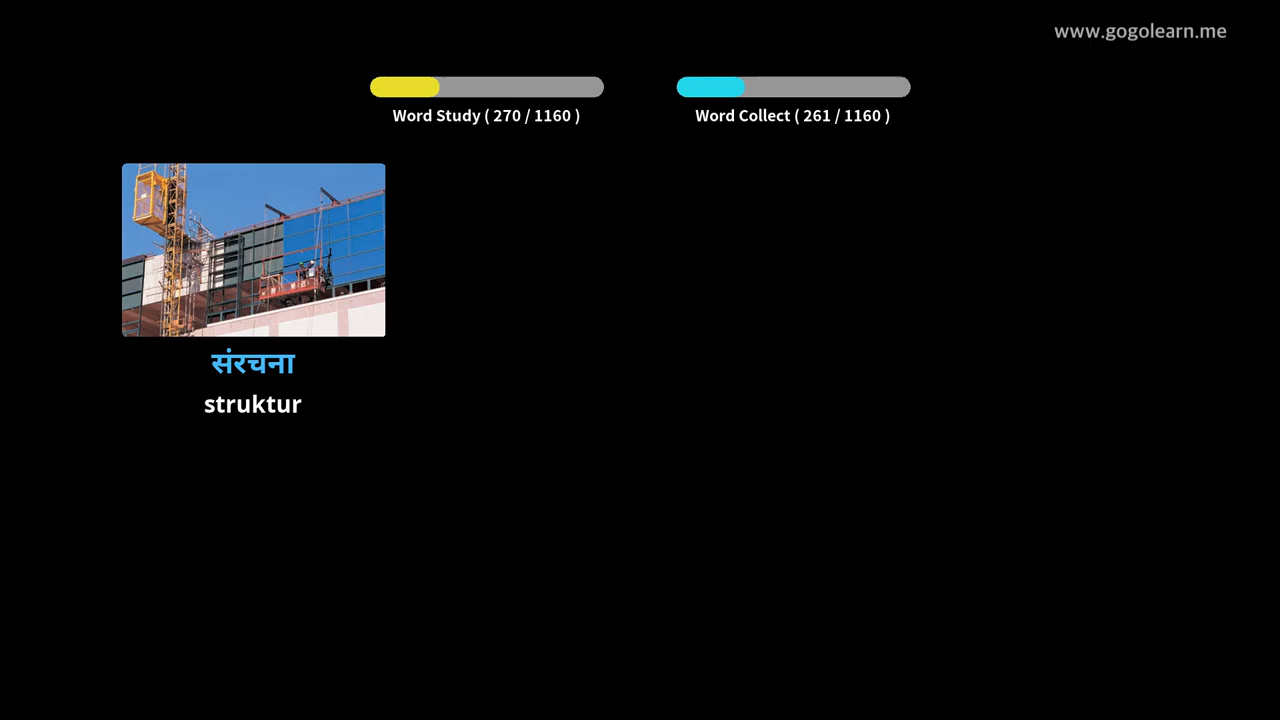 www.gogolearn.me
Word Study ( 270 / 1160 )
Word Collect ( 261 / 1160 )
संरचना
struktur